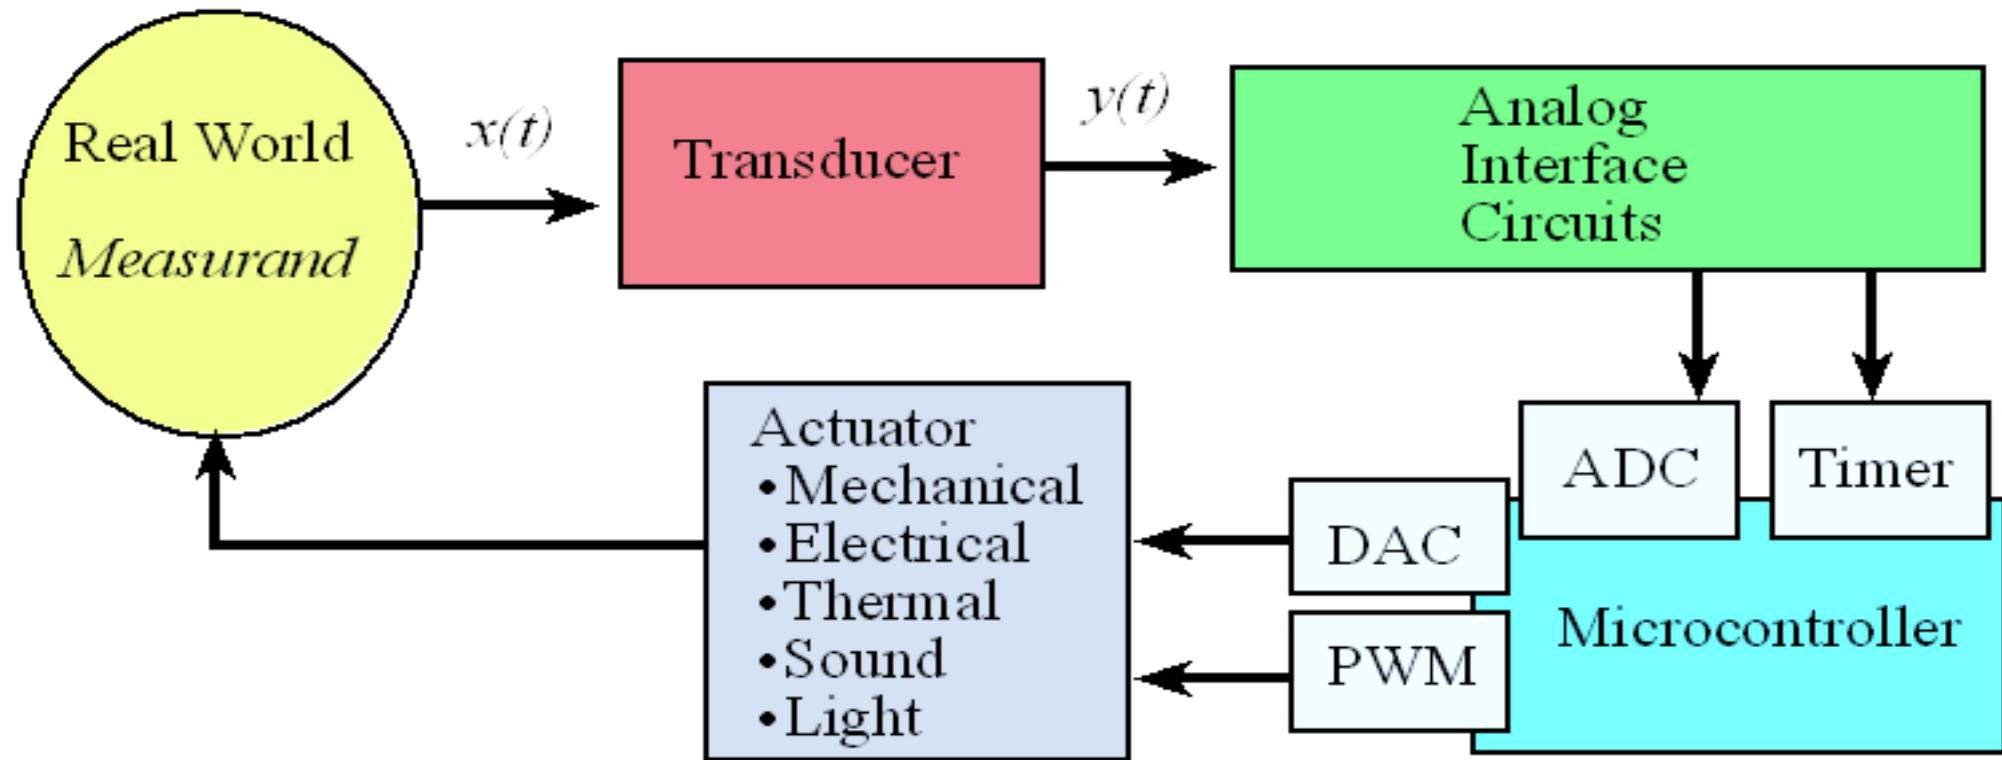 Real World
Measurand
x(t)
Transducer
y(t)
Analog
Interface
Circuits
ADC
Timer
Microcontroller
DAC
PWM
Actuator
•Mechanical
•Electrical
•Thermal
•Sound
•Light